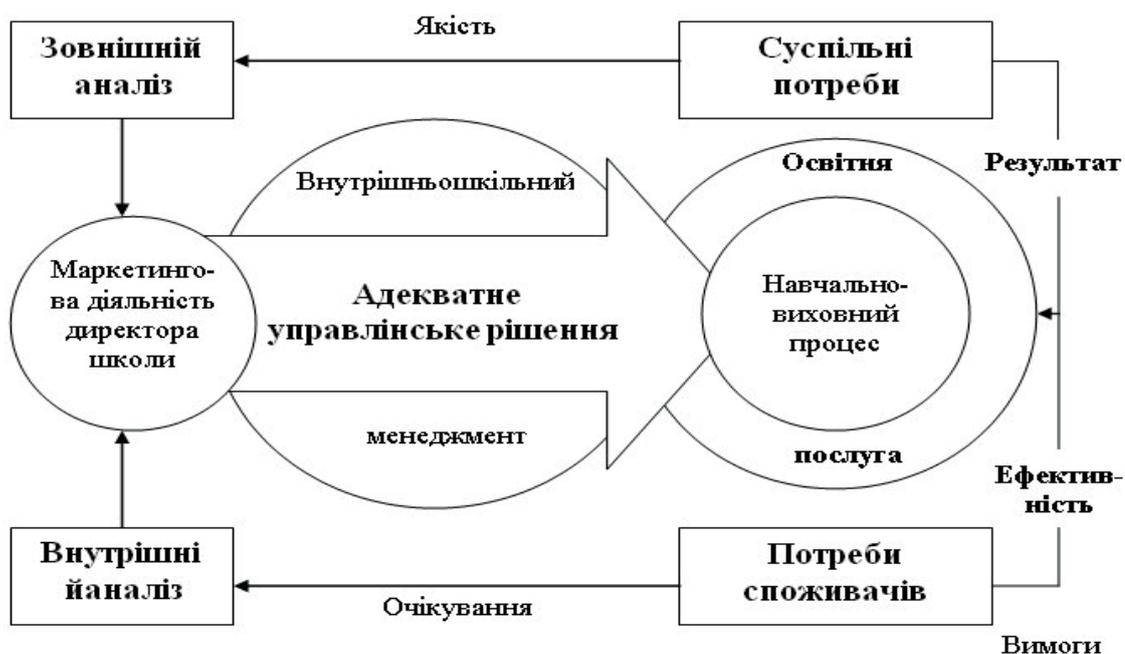 Якість
Зовнішній
аналіз
Суспільні
потреби
Внутрішньошкільний
Освітня
Результат
Маркетинго-
ва діяльність
директора
школи
Адекватне
управлінське рішення
Навчально-
виховний
процес
менеджмент
послуга
Ефектив-
ність
Внутрішні
йаналіз
Потреби
споживачів
Очікування
Вимоги